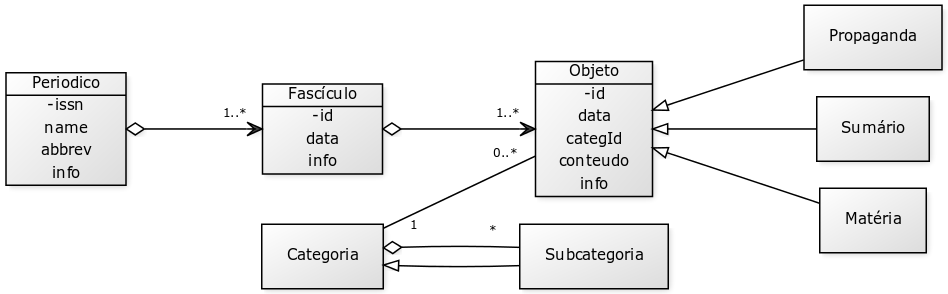 Periodico
-issn
name
abbrev
info
1..*
Fascículo
-id
data
info
1..*
0..*
Objeto
-id
data
categId
conteudo
info
Propaganda
Sumário
Matéria
Categoria
1
*
Subcategoria